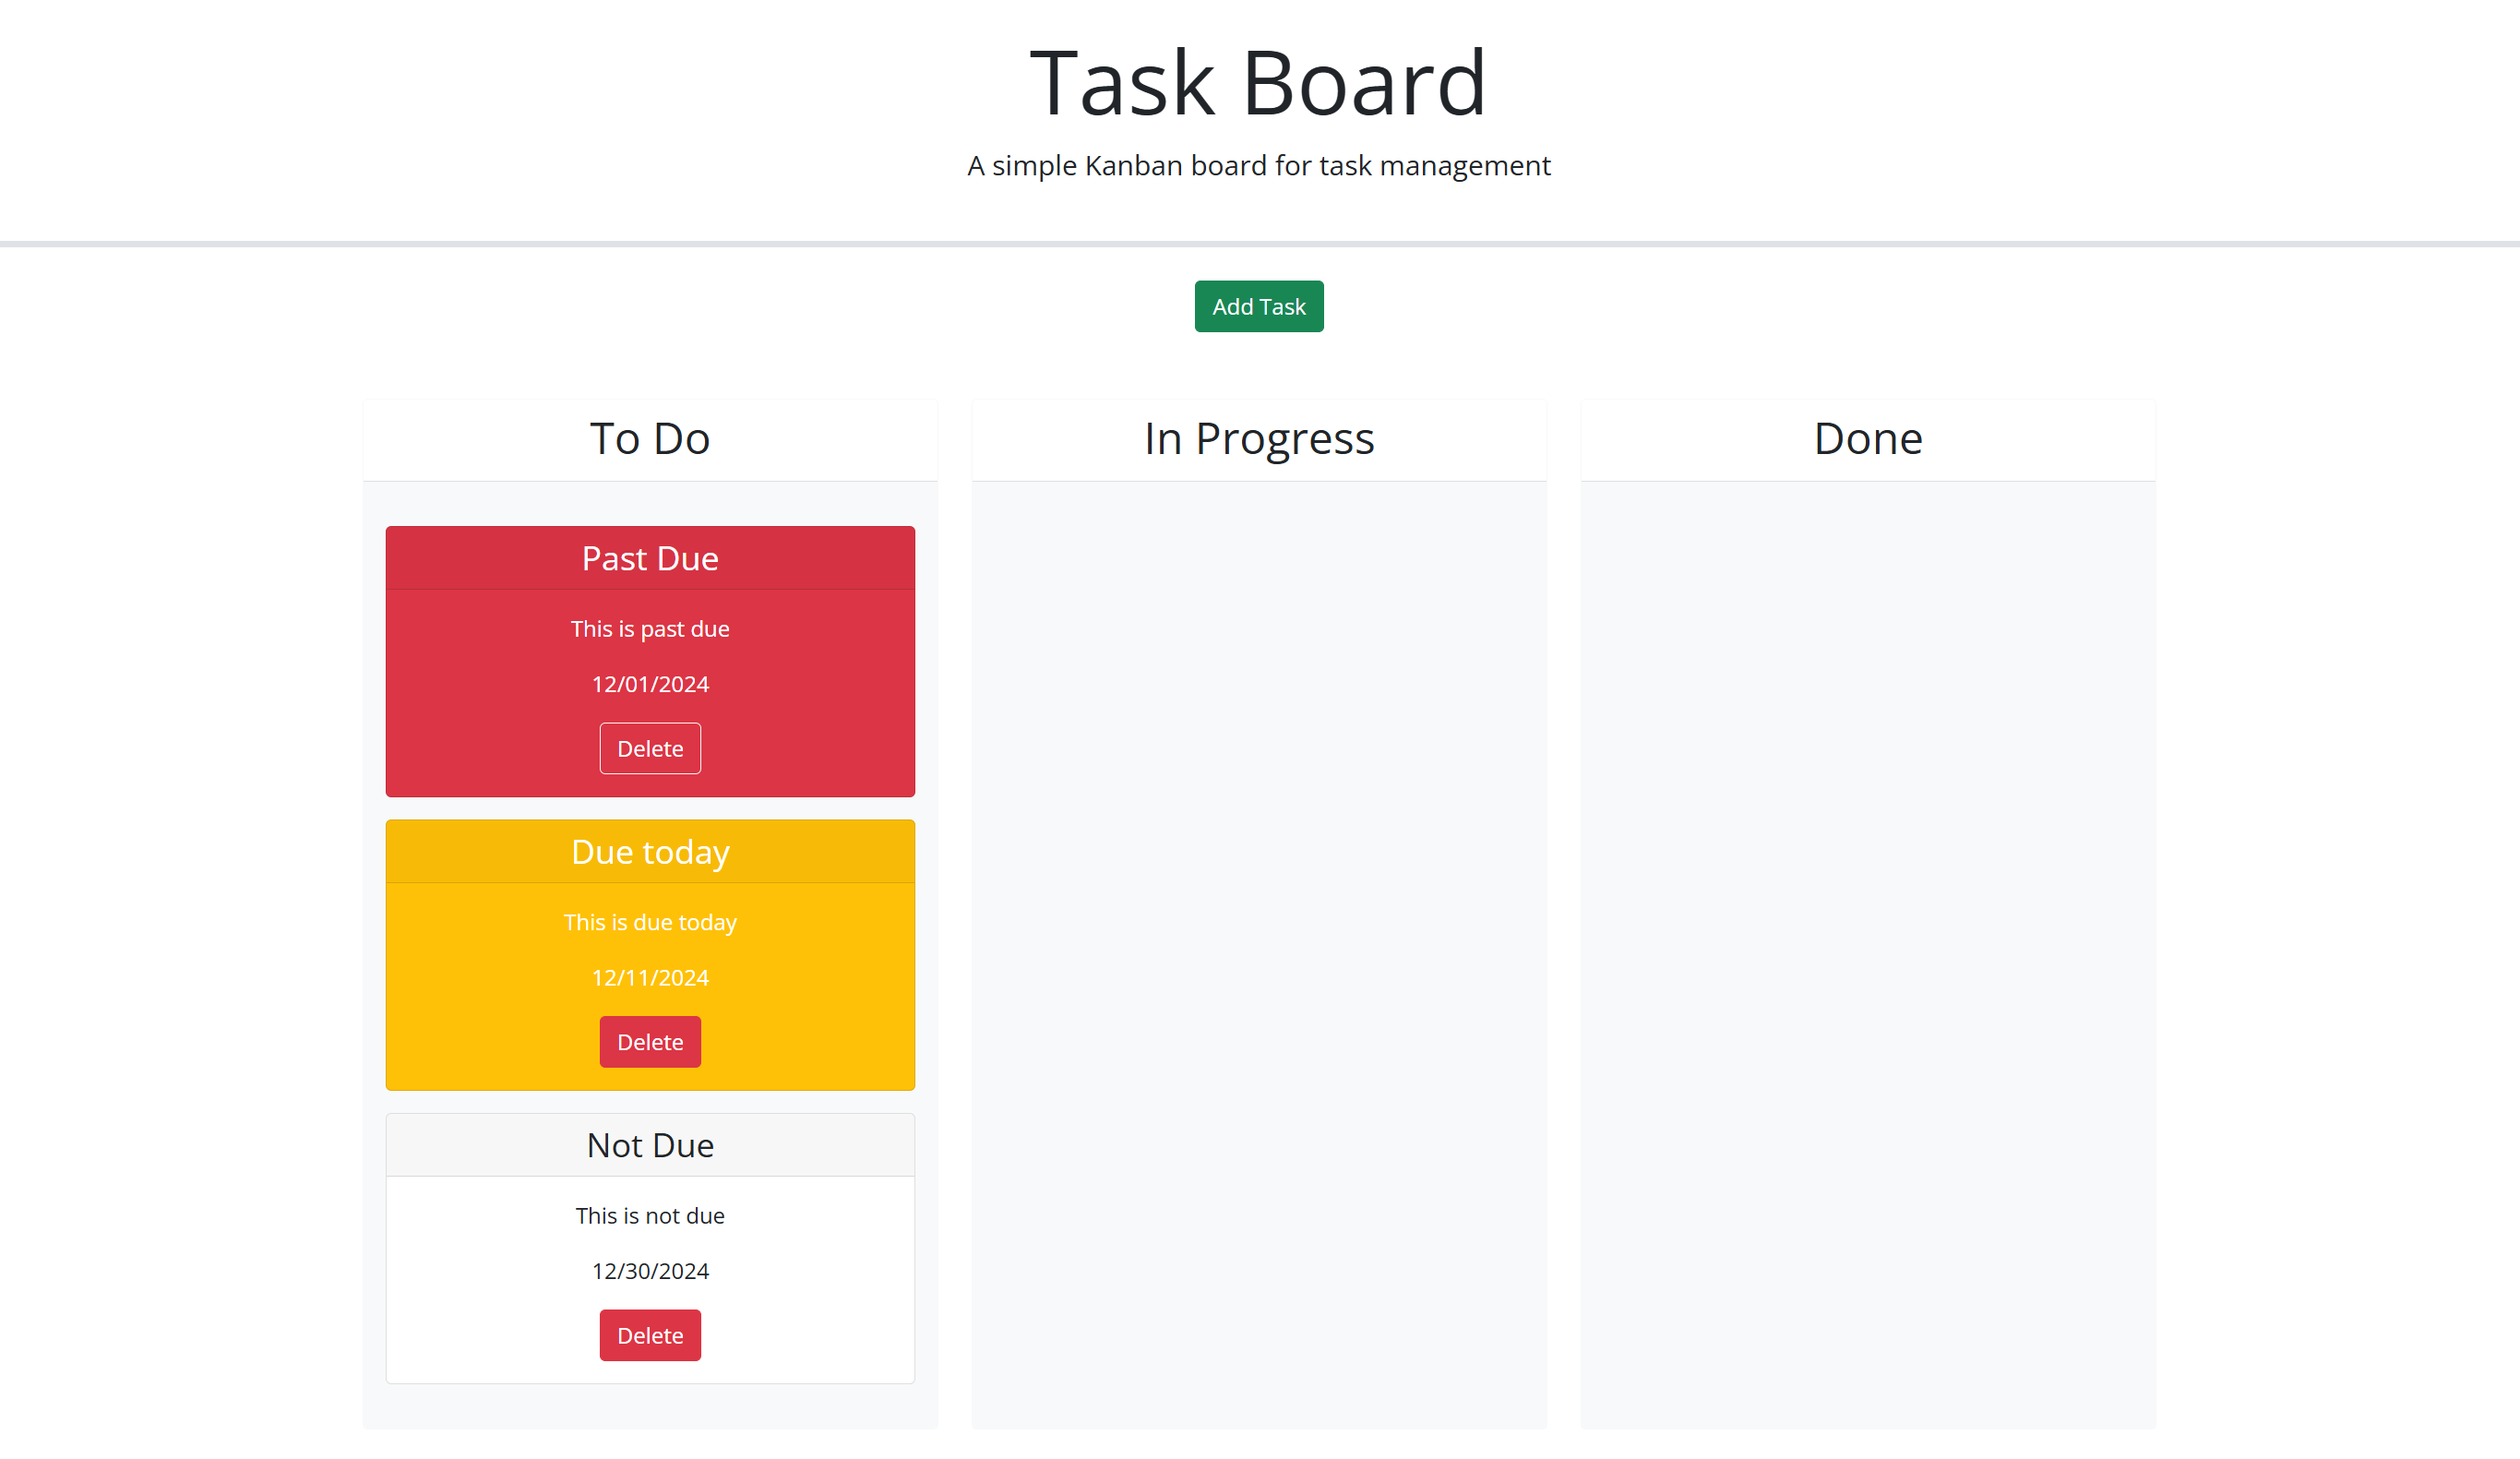 Task Board
A simple Kanban board for task management
Add Task
To Do
In Progress
Done
Past Due
This is past due
12/01/2024
Delete
Due today
This is due today
12/11/2024
Delete
Not Due
This is not due
12/30/2024
Delete